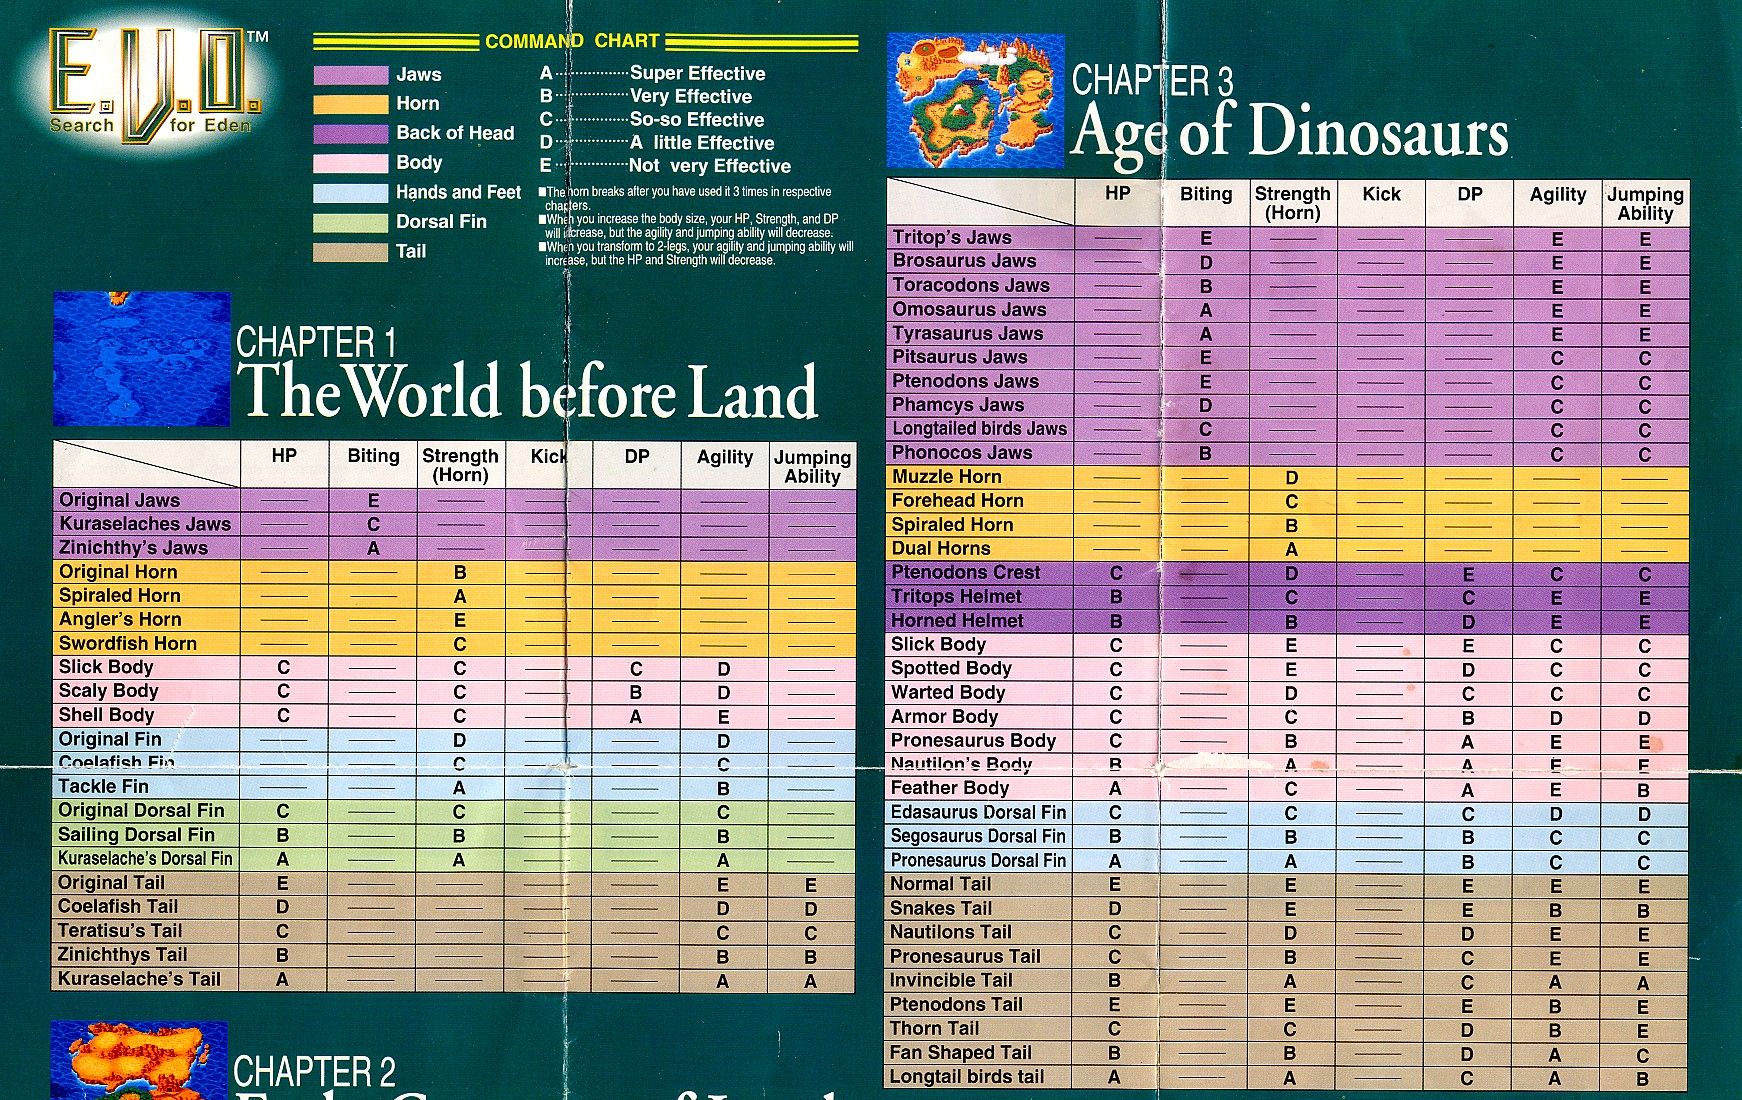 E.V.O.™
Search for Eden
COMMAND CHART
Jaws
Horn
Back of Head
Body
Hands and Feet
Dorsal Fin
Tail
A ............... Super Effective
B ............... Very Effective
C ............... So-so Effective
D ............... A little Effective
E ............... Not very Effective
■The horn breaks after you have used it 3 times in respective
chapters.
■When you increase the body size, your HP, Strength, and DP
will increase, but the agility and jumping ability will decrease.
■When you transform to 2-legs, your agility and jumping ability will
increase, but the HP and Strength will decrease.
CHAPTER 1
The World before Land
HP Biting Strength (Horn) Kick DP Agility Jumping Ability
Original Jaws — E — — — — —
Kuraselaches Jaws — C — — — — —
Zinichthy's Jaws — A — — — — —
Original Horn — — B — — — —
Spiraled Horn — — A — — — —
Angler's Horn — — E — — — —
Swordfish Horn — — C — — — —
Slick Body C — C — C D —
Scaly Body C — C — B D —
Shell Body C — C — A E —
Original Fin — — D — — D —
Coelafish Fin — — C — — C —
Tackle Fin — — A — — B —
Original Dorsal Fin C — C — — C —
Sailing Dorsal Fin B — B — — B —
Kuraselache's Dorsal Fin A — A — — A —
Original Tail E — — — — E E
Coelafish Tail D — — — — D D
Teratisu's Tail C — — — — C C
Zinichthys Tail B — — — — B B
Kuraselache's Tail A — — — — A A
CHAPTER 2
CHAPTER 3
Age of Dinosaurs
HP Biting Strength (Horn) Kick DP Agility Jumping Ability
Tritop's Jaws — E — — — E E
Brosaurus Jaws — D — — — E E
Toracodons Jaws — B — — — E E
Omosaurus Jaws — A — — — E E
Tyrasaurus Jaws — A — — — E E
Pitsaurus Jaws — E — — — C C
Ptenodons Jaws — E — — — C C
Phamcys Jaws — D — — — C C
Longtailed birds Jaws — C — — — C C
Phonocos Jaws — B — — — C C
Muzzle Horn — — D — — — —
Forehead Horn — — C — — — —
Spiraled Horn — — B — — — —
Dual Horns — — A — — — —
Ptenodons Crest C — D — E C C
Tritops Helmet B — C — C E E
Horned Helmet B — B — D E E
Slick Body C — E — E C C
Spotted Body C — E — D C C
Warted Body C — D — C C C
Armor Body C — C — B D D
Pronesaurus Body C — B — A E E
Nautilon's Body B — A — A E E
Feather Body A — C — A E B
Edasaurus Dorsal Fin C — C — C D D
Segosaurus Dorsal Fin B — B — B C C
Pronesaurus Dorsal Fin A — A — B C C
Normal Tail E — E — E E E
Snakes Tail D — E — E B B
Nautilons Tail C — D — D E E
Pronesaurus Tail C — B — C E E
Invincible Tail B — A — C A A
Ptenodons Tail E — E — E B E
Thorn Tail C — C — D B E
Fan Shaped Tail B — B — D A C
Longtail birds tail A — A — C A B